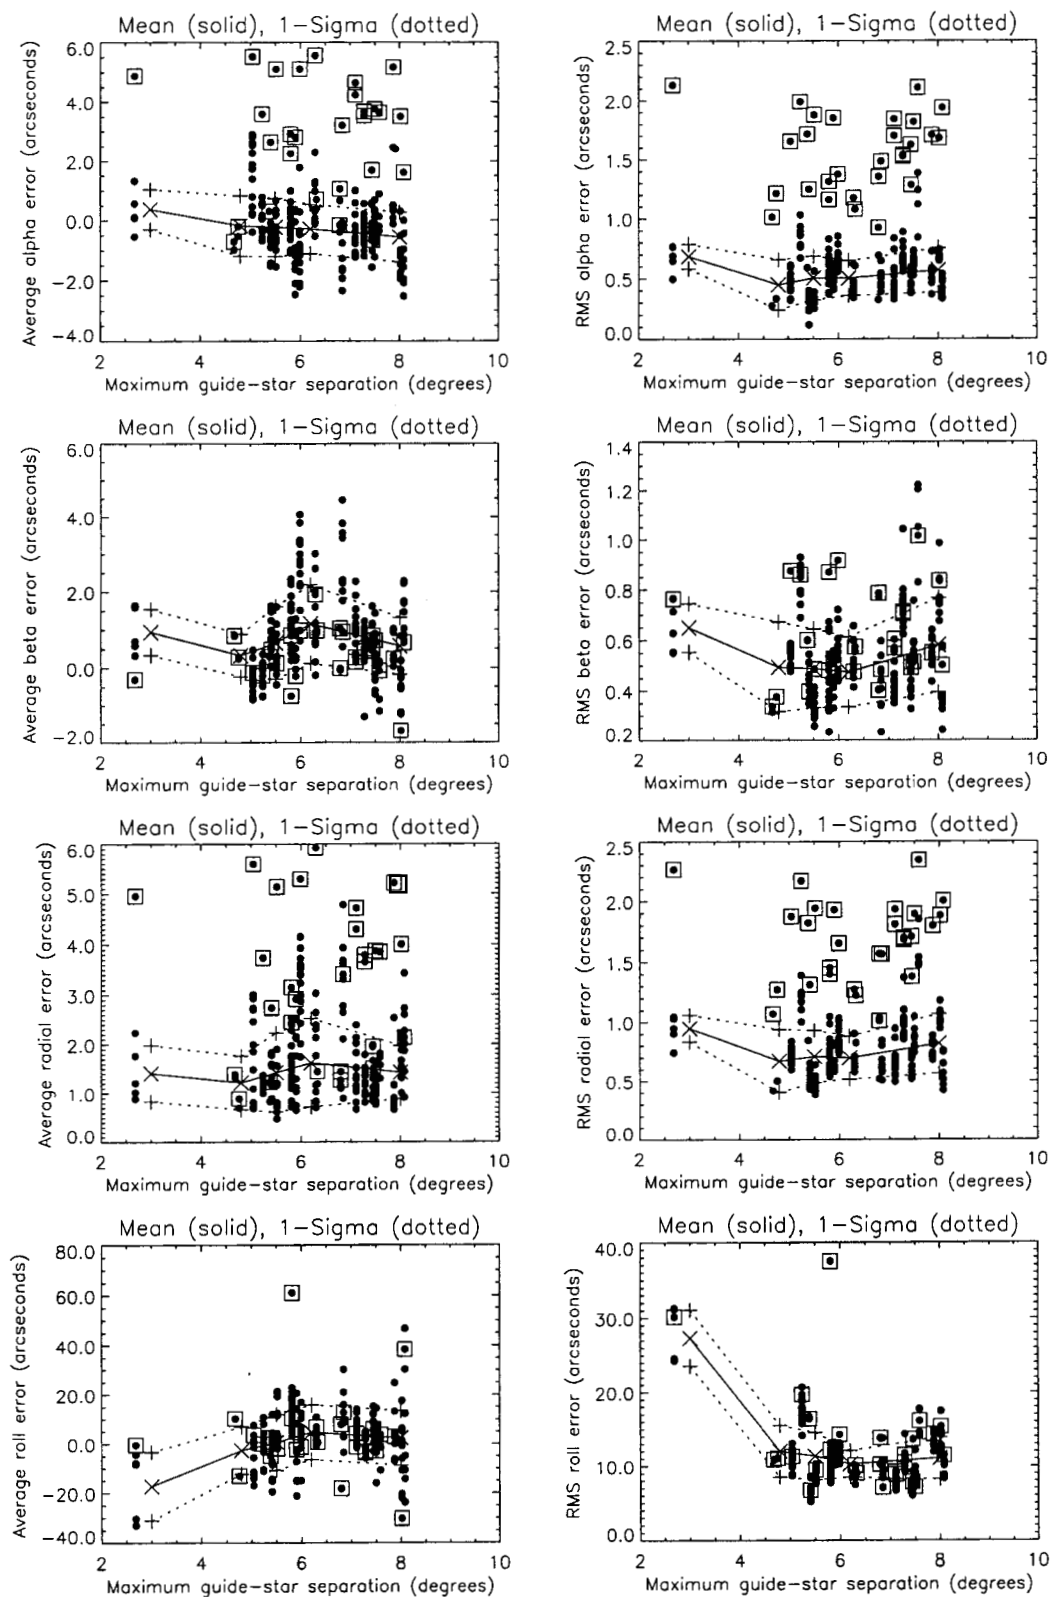 Mean (solid), 1-Sigma (dotted)
Average alpha error (arcseconds)
6.0
4.0
2.0
0.0
-2.0
-4.0
2 4 6 8 10
Maximum guide-star separation (degrees)
Mean (solid), 1-Sigma (dotted)
RMS alpha error (arcseconds)
2.5
2.0
1.5
1.0
0.5
0.0
2 4 6 8 10
Maximum guide-star separation (degrees)
Mean (solid), 1-Sigma (dotted)
Average beta error (arcseconds)
6.0
4.0
2.0
0.0
-2.0
2 4 6 8 10
Maximum guide-star separation (degrees)
Mean (solid), 1-Sigma (dotted)
RMS beta error (arcseconds)
1.4
1.2
1.0
0.8
0.6
0.4
0.2
2 4 6 8 10
Maximum guide-star separation (degrees)
Mean (solid), 1-Sigma (dotted)
Average radial error (arcseconds)
6.0
5.0
4.0
3.0
2.0
1.0
0.0
2 4 6 8 10
Maximum guide-star separation (degrees)
Mean (solid), 1-Sigma (dotted)
RMS radial error (arcseconds)
2.5
2.0
1.5
1.0
0.5
0.0
2 4 6 8 10
Maximum guide-star separation (degrees)
Mean (solid), 1-Sigma (dotted)
Average roll error (arcseconds)
80.0
60.0
40.0
20.0
0.0
-20.0
-40.0
2 4 6 8 10
Maximum guide-star separation (degrees)
Mean (solid), 1-Sigma (dotted)
RMS roll error (arcseconds)
40.0
30.0
20.0
10.0
0.0
2 4 6 8 10
Maximum guide-star separation (degrees)